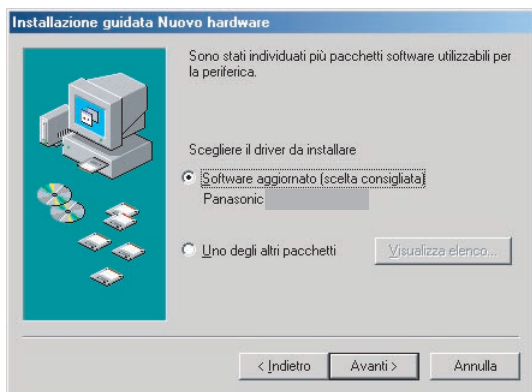 Installazione guidata Nuovo hardware
Sono stati individuati più pacchetti software utilizzabili per
la periferica.
Scegliere il driver da installare
Software aggiornato (scelta consigliata)
Panasonic
Uno degli altri pacchetti
Visualizza elenco...
< Indietro
Avanti >
Annulla